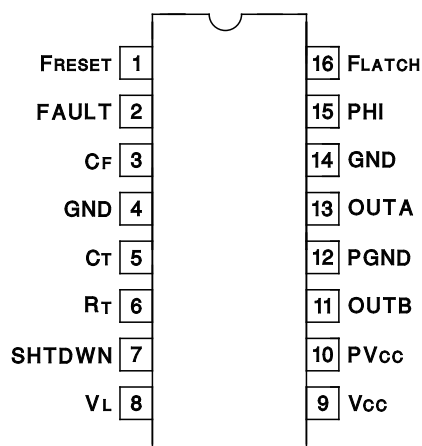 FRESET 1 16 FLATCH
FAULT 2 15 PHI
CF 3 14 GND
GND 4 13 OUTA
CT 5 12 PGND
RT 6 11 OUTB
SHTDWN 7 10 PVCC
VL 8 9 VCC